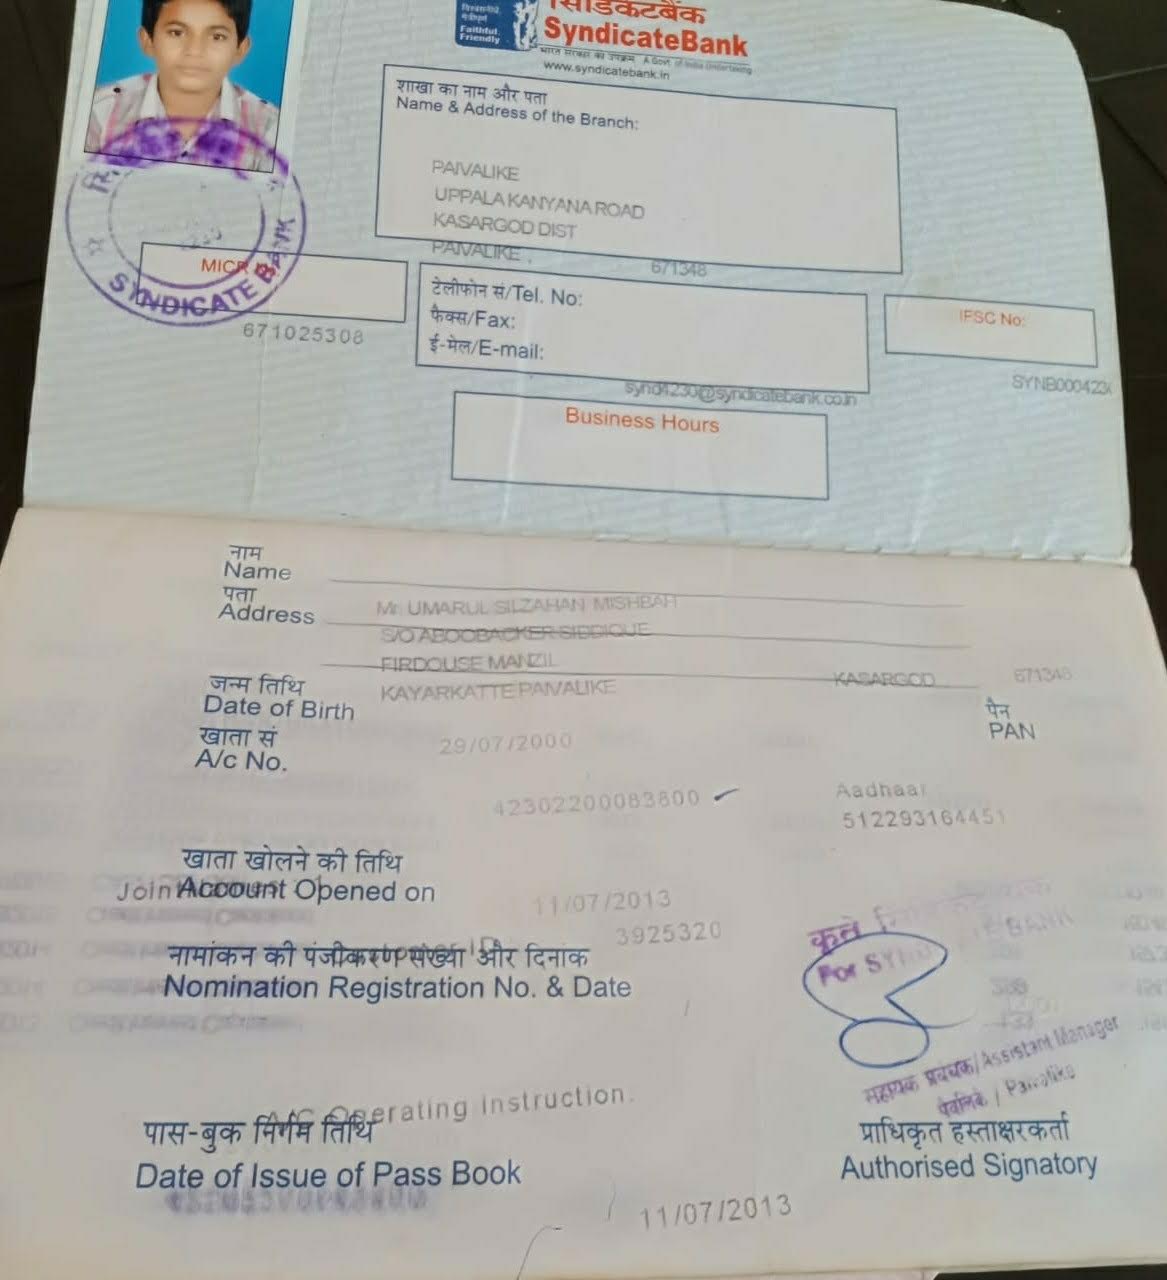 सिंडिकेटबैंक
Faithful
Friendly
SyndicateBank
भारत सरकार का उपक्रम A Govt. of India Undertaking
www.syndicatebank.in
शाखा का नाम और पता
Name & Address of the Branch:
PAIVALIKE
UPPALA KANYANA ROAD
KASARGOD DIST
PAIVALIKE , 671348
MICR
SYNDICATE BANK
671025308
टेलीफोन सं/Tel. No:
फैक्स/Fax:
ई-मेल/E-mail:
synd4230@syndicatebank.co.in
IFSC No:
Business Hours
नाम
Name
पता
Address
Mr. UMARUL SILZAHAN MISHBAH
S/O ABOOBACKER SIDDIQUE
FIRDOUSE MANZIL
KAYARKATTE PAIVALIKE KASARGOD 671348
जन्म तिथि
Date of Birth
29/07/2000
पैन
PAN
खाता सं
A/c No.
42302200083800
Aadhaar
512293164451
खाता खोलने की तिथि
Account Opened on
11/07/2013
3925320
नामांकन की पंजीकरण संख्या और दिनांक
Nomination Registration No. & Date
कृते
For
BANK
सहायक प्रबंधक/Assistant Manager
Operating instruction.
पास-बुक निर्गम तिथि
Date of Issue of Pass Book
11/07/2013
प्राधिकृत हस्ताक्षरकर्ता
Authorised Signatory